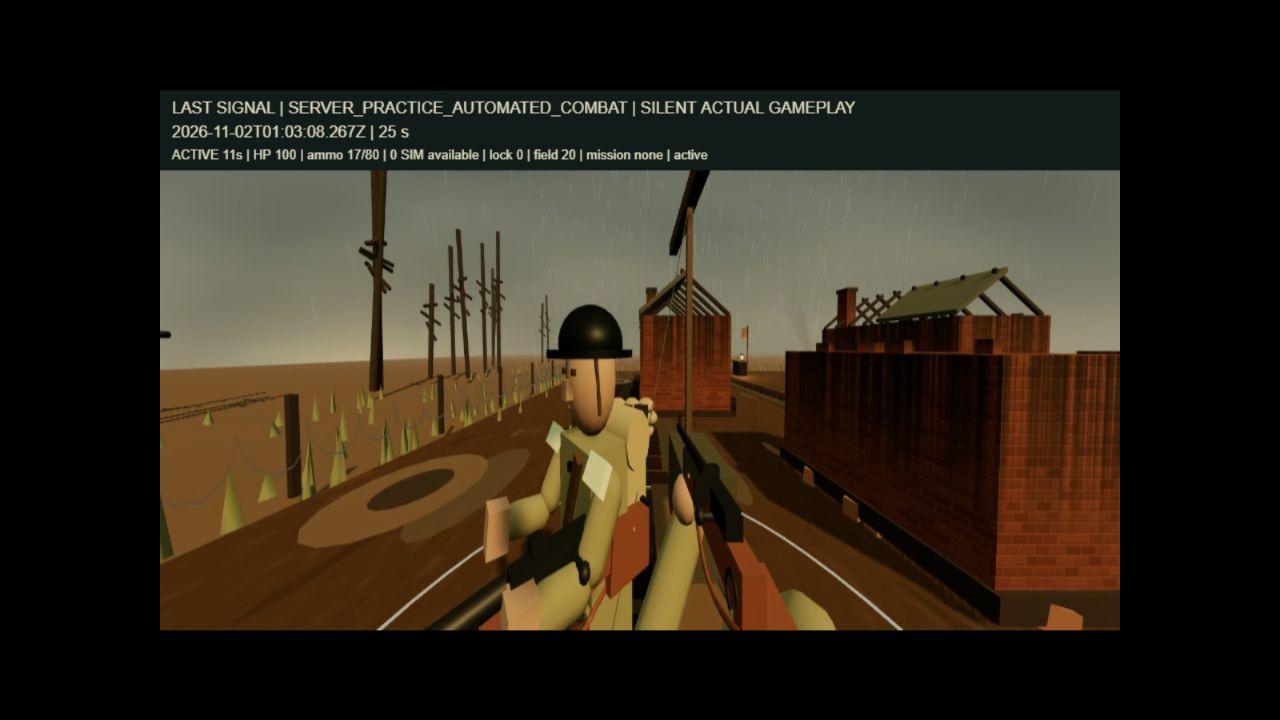 LAST SIGNAL | SERVER_PRACTICE_AUTOMATED_COMBAT | SILENT ACTUAL GAMEPLAY
2026-11-02T01:03:08.267Z | 25 s
ACTIVE 11s | HP 100 | ammo 17/80 | 0 SIM available | lock 0 | field 20 | mission none | active